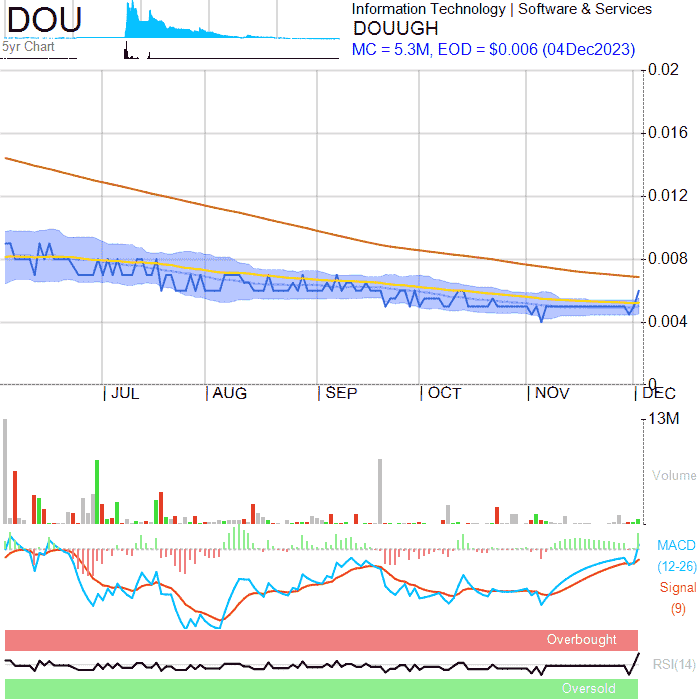 DOU
5yr Chart
Information Technology | Software & Services
DOUUGH
MC = 5.3M, EOD = $0.006 (04Dec2023)
0.02
0.016
0.012
0.008
0.004
0
JUL AUG SEP OCT NOV DEC
13M
Volume
MACD
(12-26)
Signal
(9)
Overbought
RSI(14)
Oversold